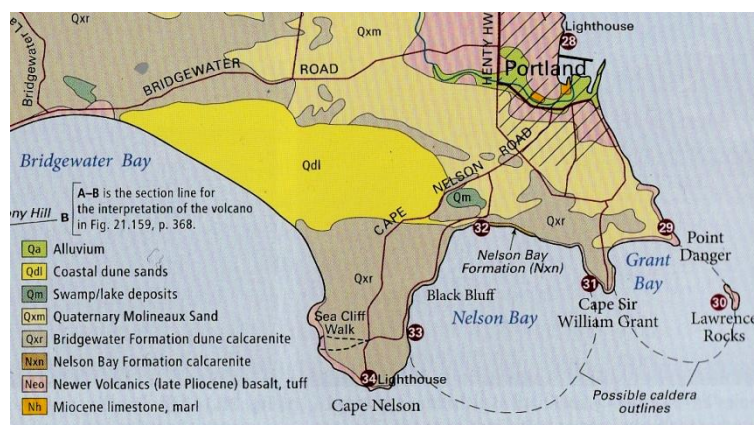 Qxr
Lighthouse
28
Qxm
HENTY HW
Portland
BRIDGEWATER ROAD
Bridgewater La
Bridgewater Bay
Qdl
CAPE NELSON ROAD
Qm
A–B is the section line for
the interpretation of the volcano
in Fig. 21.159, p. 368.
ony Hill B
Qa Alluvium
Qdl Coastal dune sands
Qm Swamp/lake deposits
Qxm Quaternary Molineaux Sand
Qxr Bridgewater Formation dune calcarenite
Nxn Nelson Bay Formation calcarenite
Neo Newer Volcanics (late Pliocene) basalt, tuff
Nh Miocene limestone, marl
32
Qxr
29
Point
Danger
Nelson Bay
Formation (Nxn)
Grant
Bay
Qxr
31
30
Black Bluff
Cape Sir
William Grant
Lawrence
Rocks
Sea Cliff
Walk
Nelson Bay
33
34 Lighthouse
Cape Nelson
Possible caldera
outlines